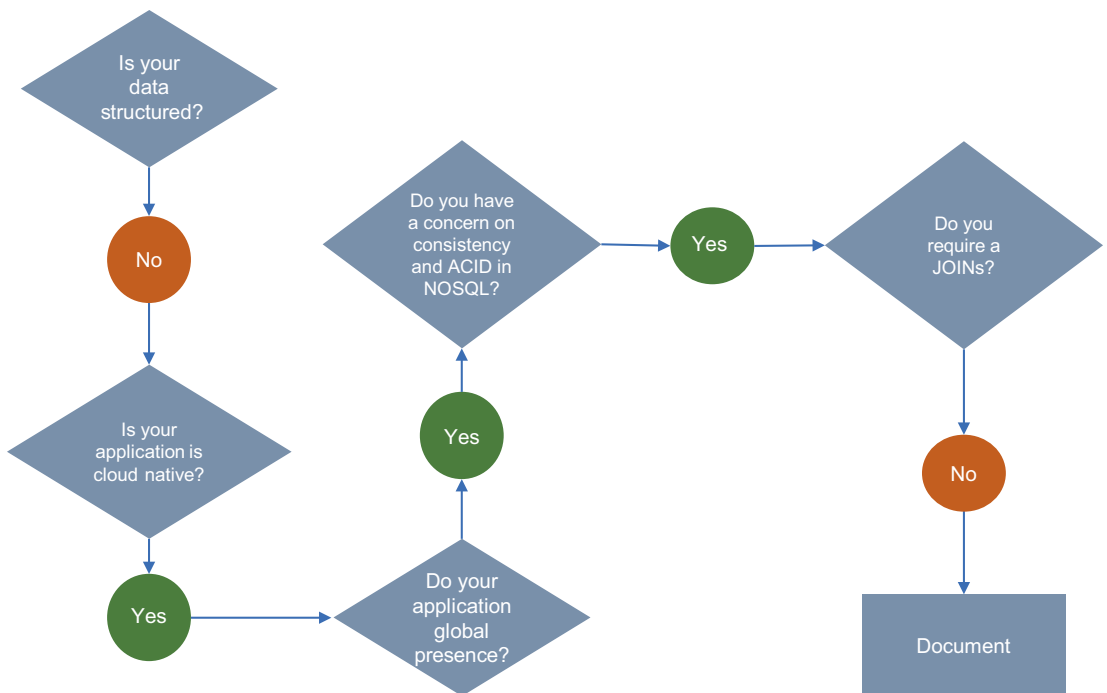 Is your
data
structured?
No
Is your
application is
cloud native?
Yes
Do your
application
global
presence?
Yes
Do you have
a concern on
consistency
and ACID in
NOSQL?
Yes
Do you
require a
JOINs?
No
Document